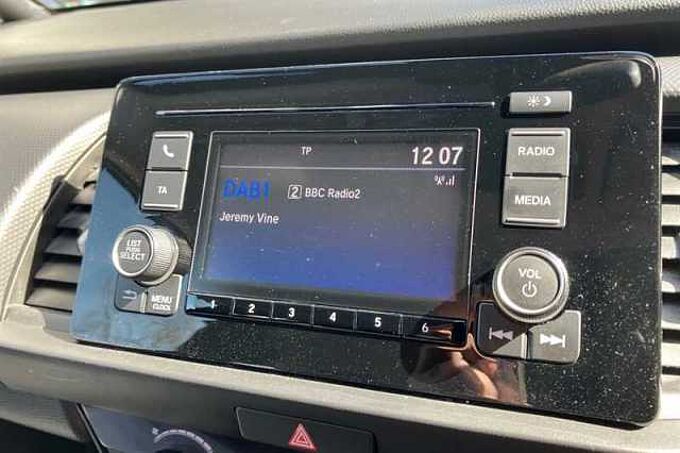 TP 12 07
DAB1 2 BBC Radio2
Jeremy Vine
TA
LIST
PUSH
SELECT
MENU
CLOCK
RADIO
MEDIA
VOL
1 2 3 4 5 6